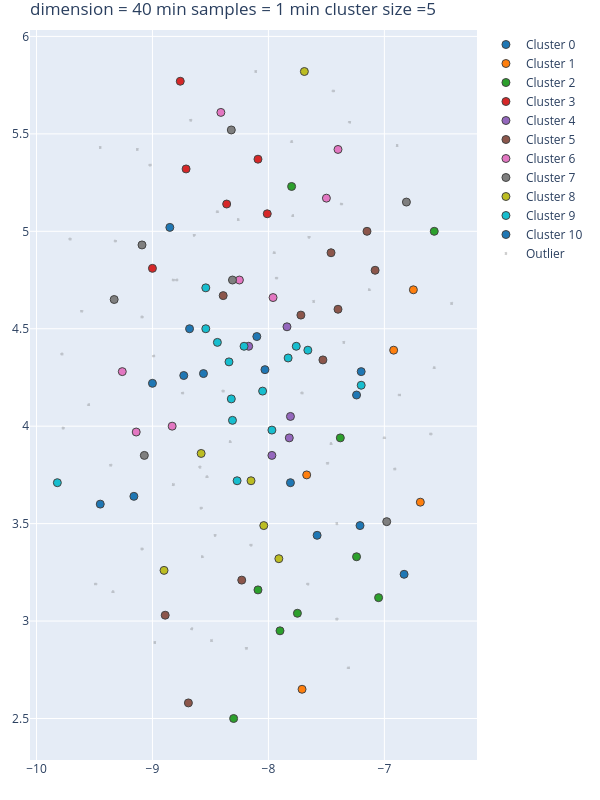 dimension = 40 min samples = 1 min cluster size =5
6
5.5
5
4.5
4
3.5
3
2.5
−10
−9
−8
−7
Cluster 0
Cluster 1
Cluster 2
Cluster 3
Cluster 4
Cluster 5
Cluster 6
Cluster 7
Cluster 8
Cluster 9
Cluster 10
Outlier